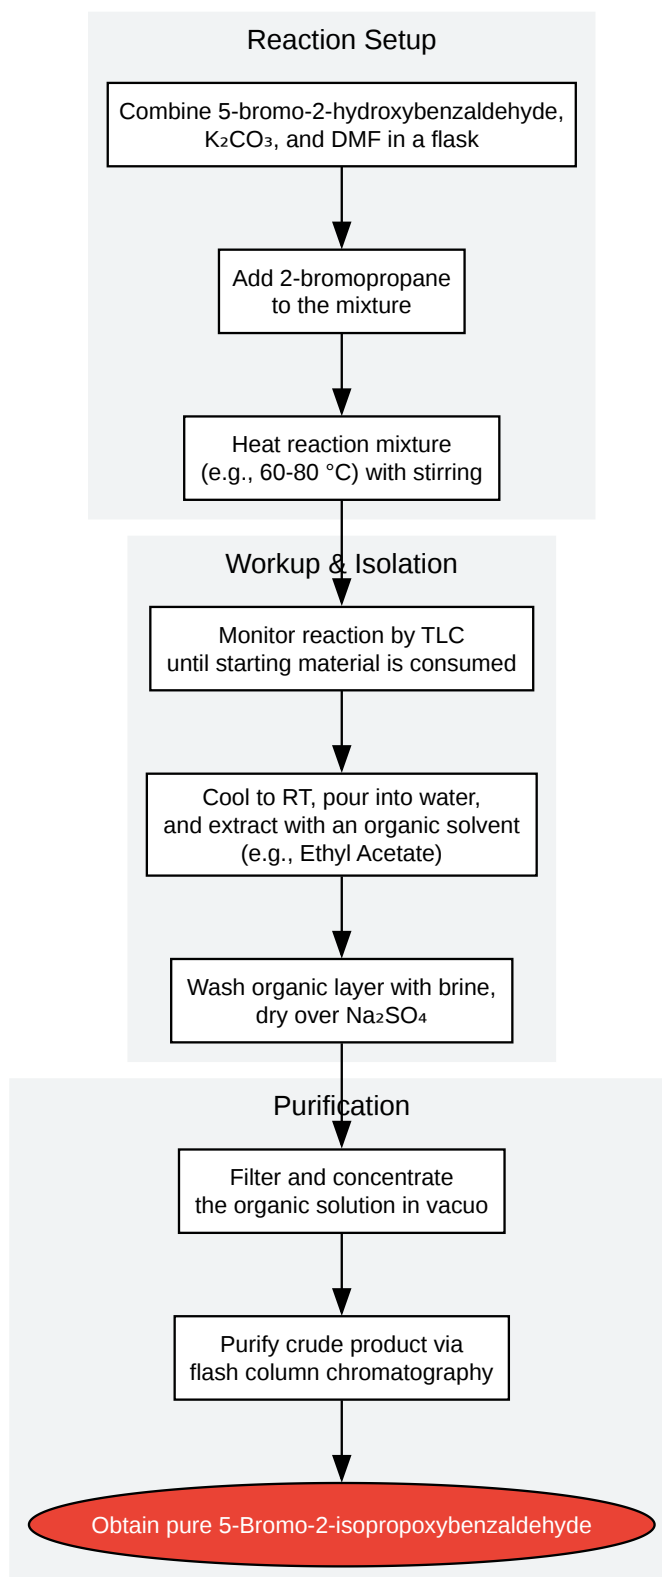 Reaction Setup
Combine 5-bromo-2-hydroxybenzaldehyde,
K₂CO₃, and DMF in a flask
Add 2-bromopropane
to the mixture
Heat reaction mixture
(e.g., 60-80 °C) with stirring
Workup & Isolation
Monitor reaction by TLC
until starting material is consumed
Cool to RT, pour into water,
and extract with an organic solvent
(e.g., Ethyl Acetate)
Wash organic layer with brine,
dry over Na₂SO₄
Purification
Filter and concentrate
the organic solution in vacuo
Purify crude product via
flash column chromatography
Obtain pure 5-Bromo-2-isopropoxybenzaldehyde